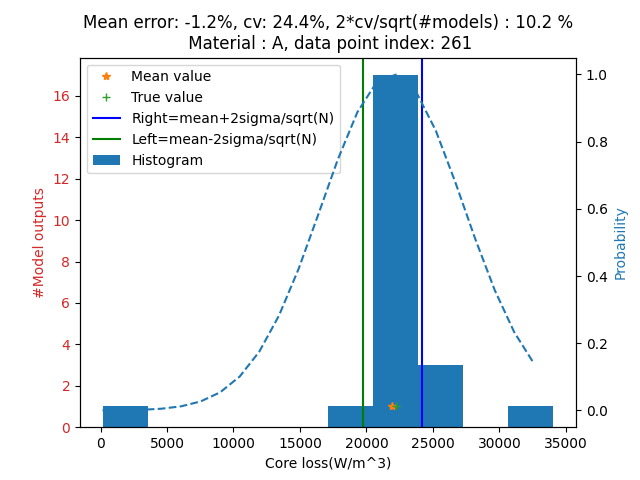 Mean error: -1.2%, cv: 24.4%, 2*cv/sqrt(#models) : 10.2 %
Material : A, data point index: 261
Mean value
True value
Right=mean+2sigma/sqrt(N)
Left=mean-2sigma/sqrt(N)
Histogram
#Model outputs
16
14
12
10
8
6
4
2
0
1.0
0.8
0.6
0.4
0.2
0.0
Probability
0 5000 10000 15000 20000 25000 30000 35000
Core loss(W/m^3)